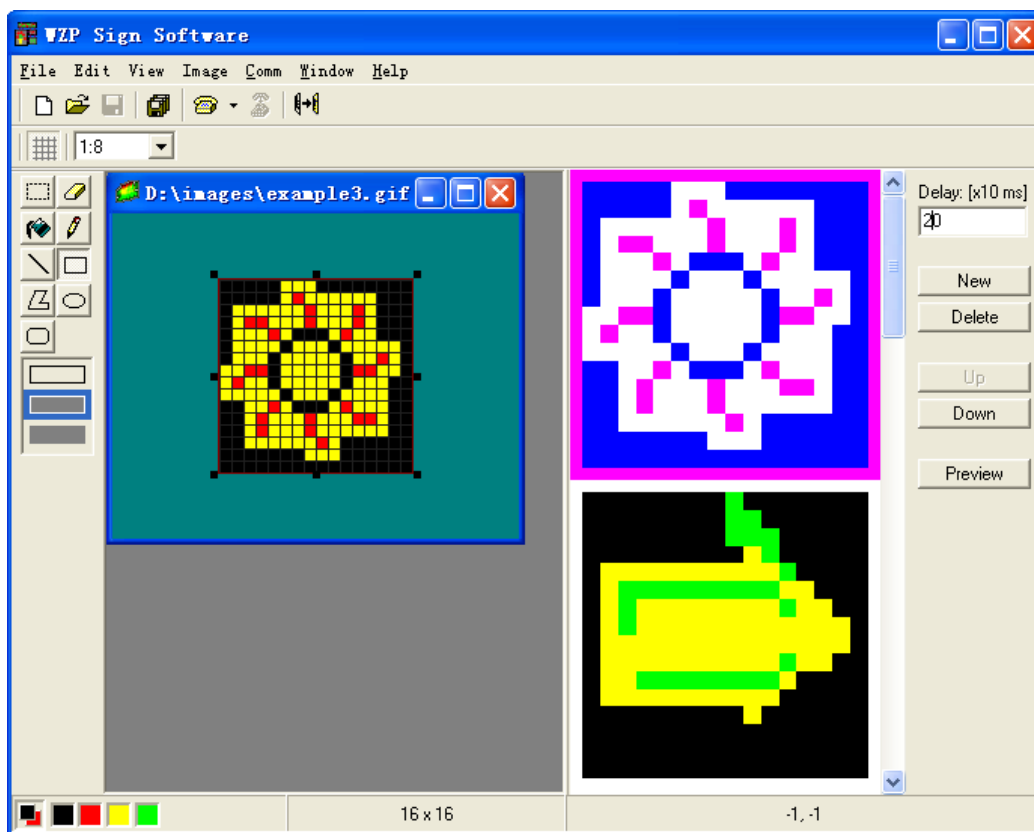 WZP Sign Software
File Edit View Image Comm Window Help
1:8
D:\images\example3.gif
Delay: [x10 ms]
20
New
Delete
Up
Down
Preview
16 x 16
-1, -1